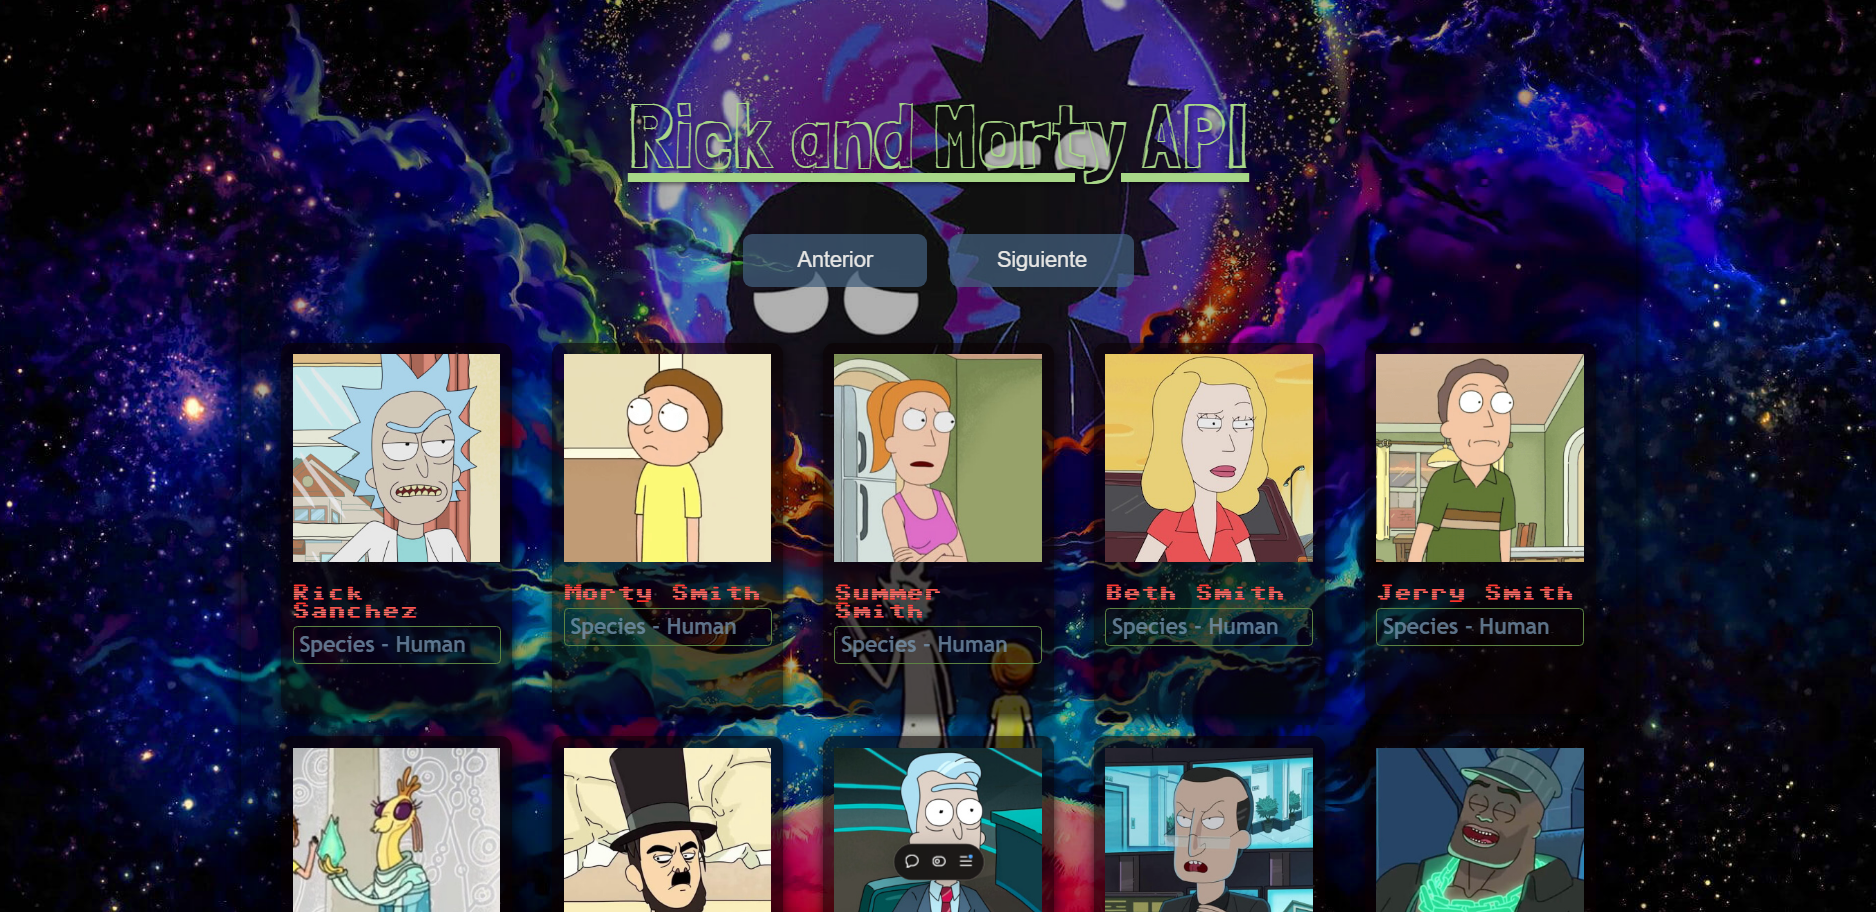 Rick and Morty API
Anterior
Siguiente
Rick
Sanchez
Species - Human
Morty Smith
Species - Human
Summer
Smith
Species - Human
Beth Smith
Species - Human
Jerry Smith
Species - Human